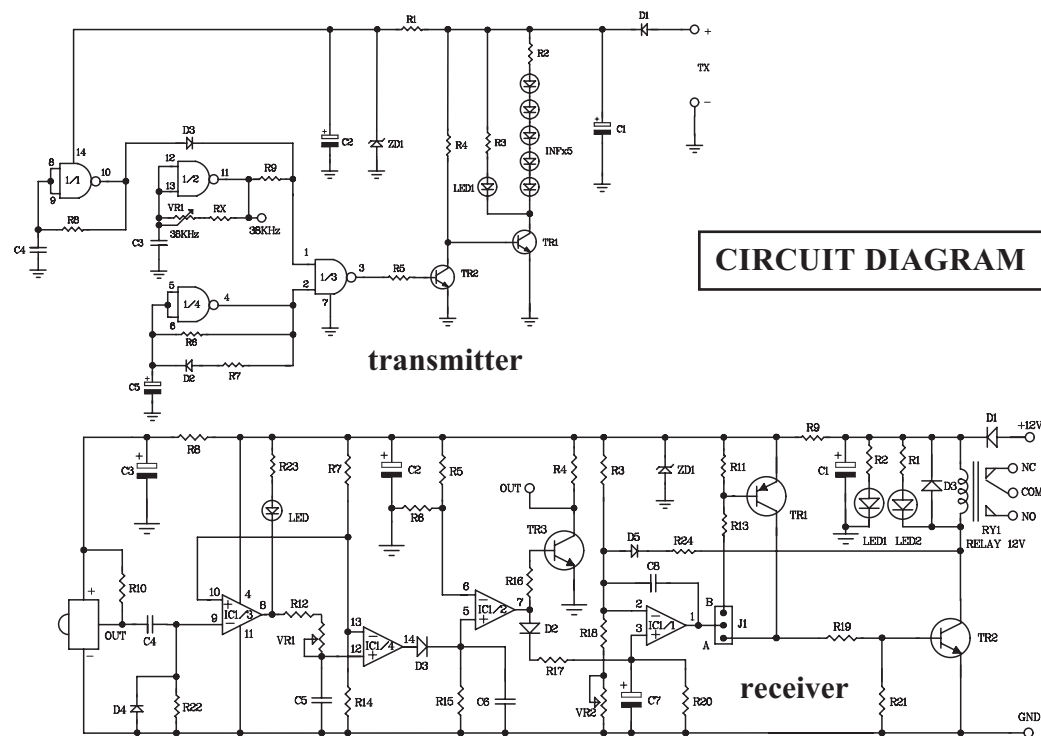 R1
D1
+
R2
TX
-
14
D3
+
C2
ZD1
R4
R3
INFx5
+
C1
8
1/1
10
9
12
1/2
11
R9
13
LED1
R8
VR1
RX
38KHz
38KHz
TR1
C4
C3
1
1/3
3
R5
TR2
CIRCUIT DIAGRAM
5
1/4
4
2
7
6
R6
transmitter
D2
R7
C5
+
D1
+12V
R8
R9
+
C3
R23
R7
+
C2
R5
R4
R3
ZD1
R11
+
C1
R2
R1
D3
NC
COM
NO
OUT
LED
R6
TR3
TR1
R13
LED1
LED2
RY1
RELAY 12V
D5
R24
+
R10
10
+
4
IC1/3
8
R12
6
-
IC1/2
7
R16
C8
B
J1
OUT
C4
9
-
11
VR1
13
-
IC1/4
14
12
+
D3
5
+
D2
R18
2
-
IC1/1
1
3
+
A
R19
TR2
-
R17
receiver
D4
R22
C5
R14
R15
C6
VR2
+
C7
R20
R21
GND